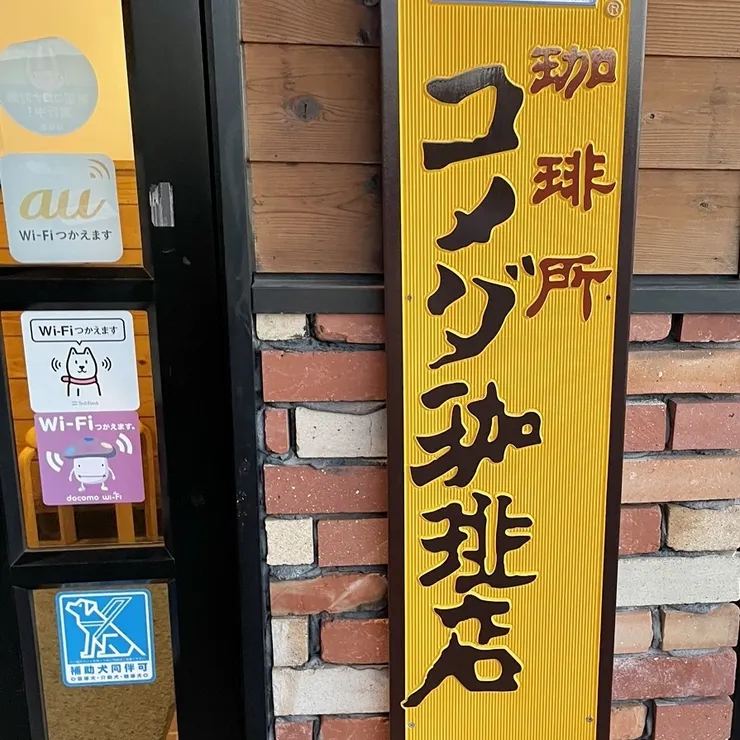 珈琲所
コメダ珈琲店
®
au
Wi-Fiつかえます
Wi-Fiつかえます
SoftBank
Wi-Fiつかえます。
docomo Wi-Fi
補助犬同伴可